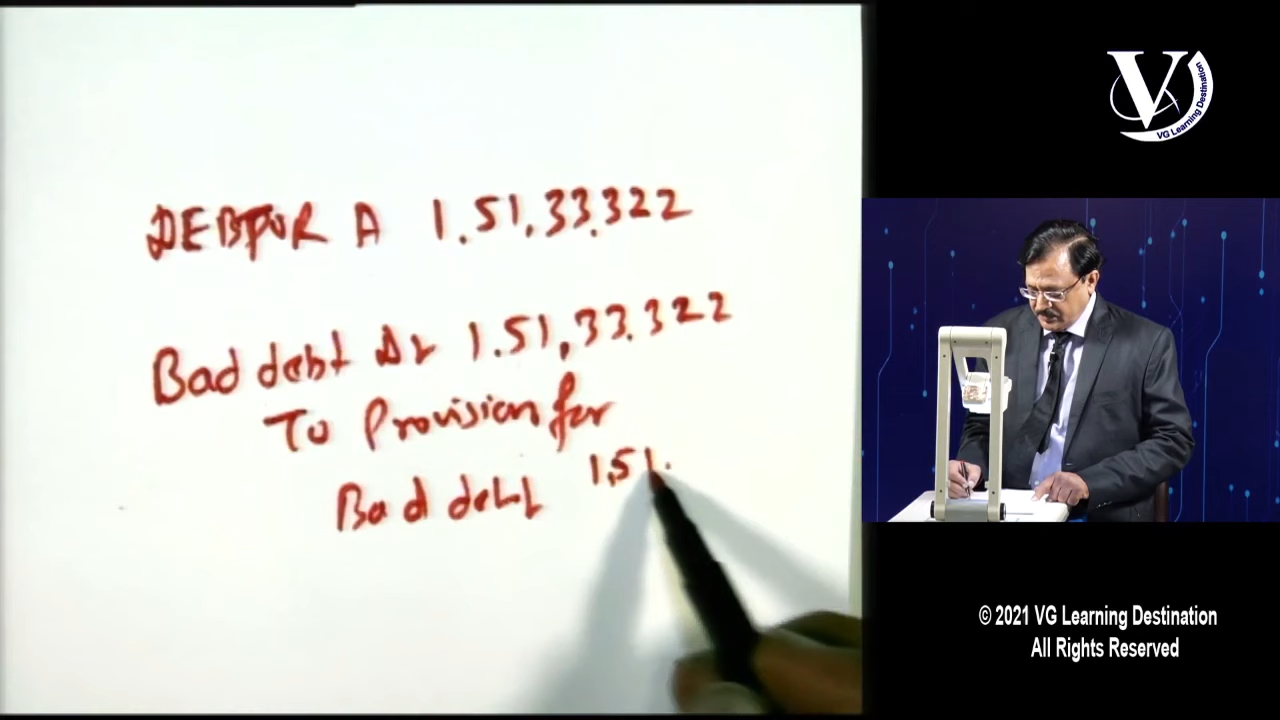 DEBTOR A 1.51,33.322
Bad debt Dr 1.51,33.322
To Provision for
Bad debt 1,51.
V
VG Learning Destination
© 2021 VG Learning Destination
All Rights Reserved